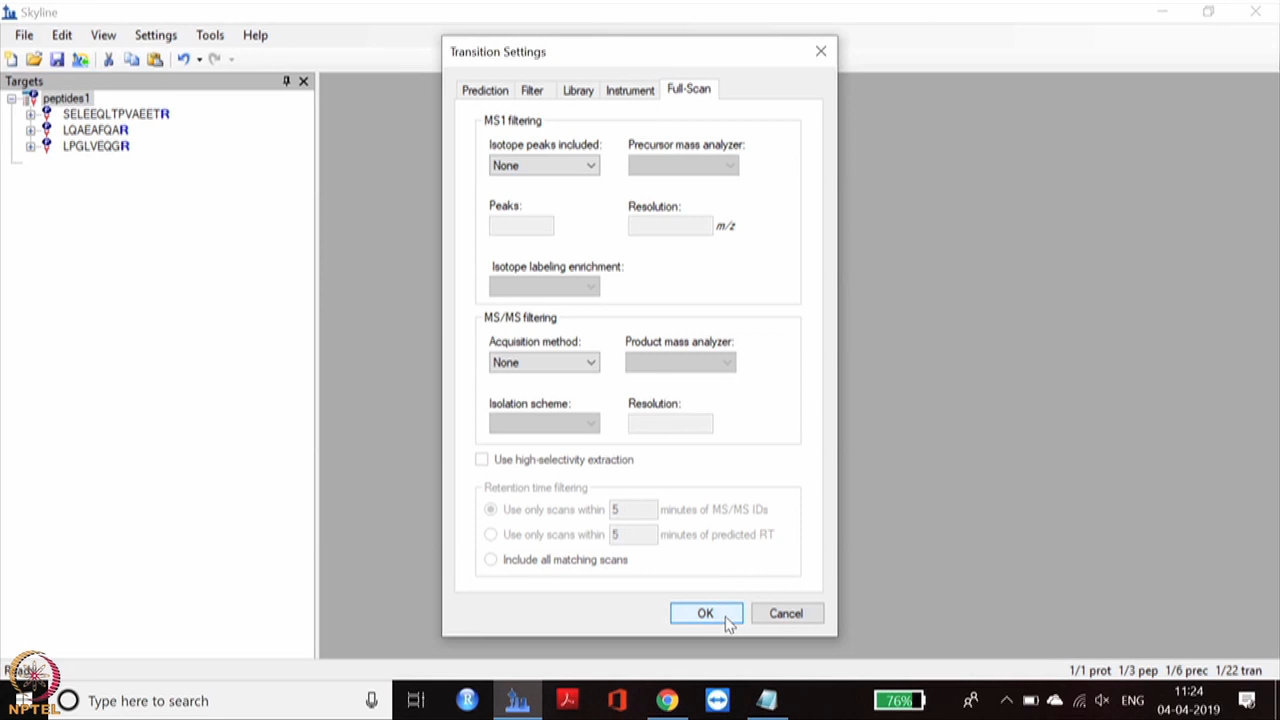 Skyline
File Edit View Settings Tools Help
Targets
peptides1
SELEEQLTPVAEETR
LQAEAFQAR
LPGLVEQGR
Transition Settings
Prediction Filter Library Instrument Full-Scan
MS1 filtering
Isotope peaks included: Precursor mass analyzer:
None
Peaks: Resolution:
m/z
Isotope labeling enrichment:
MS/MS filtering
Acquisition method: Product mass analyzer:
None
Isolation scheme: Resolution:
Use high-selectivity extraction
Retention time filtering
Use only scans within 5 minutes of MS/MS IDs
Use only scans within 5 minutes of predicted RT
Include all matching scans
OK Cancel
1/1 prot 1/3 pep 1/6 prec 1/22 tran
NPTEL
Type here to search
76%
ENG
11:24
04-04-2019